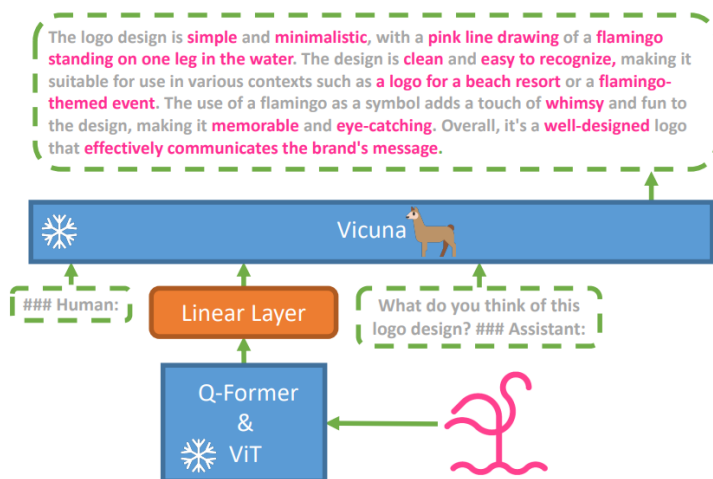 The logo design is simple and minimalistic, with a pink line drawing of a flamingo
standing on one leg in the water. The design is clean and easy to recognize, making it
suitable for use in various contexts such as a logo for a beach resort or a flamingo-
themed event. The use of a flamingo as a symbol adds a touch of whimsy and fun to
the design, making it memorable and eye-catching. Overall, it's a well-designed logo
that effectively communicates the brand's message.
Vicuna
### Human:
Linear Layer
What do you think of this
logo design? ### Assistant:
Q-Former
&
ViT